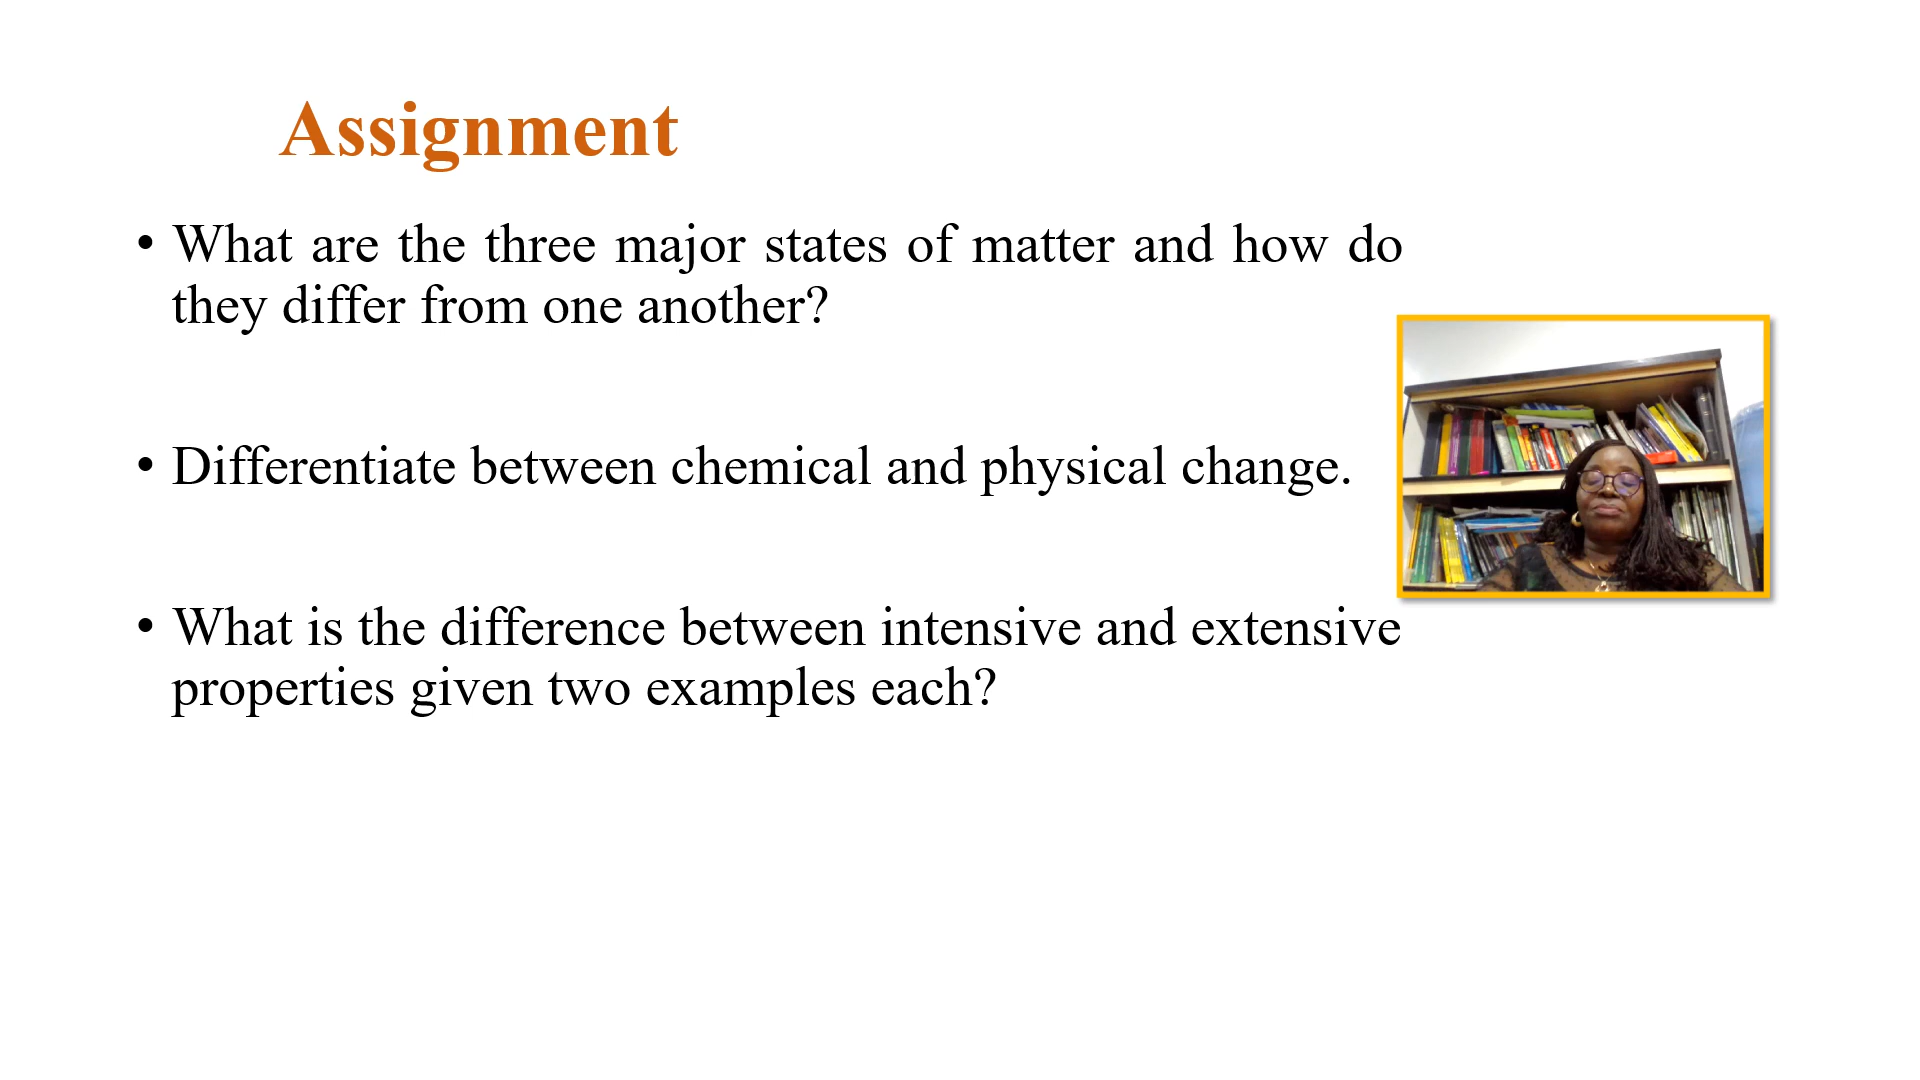 Assignment
• What are the three major states of matter and how do
they differ from one another?
• Differentiate between chemical and physical change.
• What is the difference between intensive and extensive
properties given two examples each?